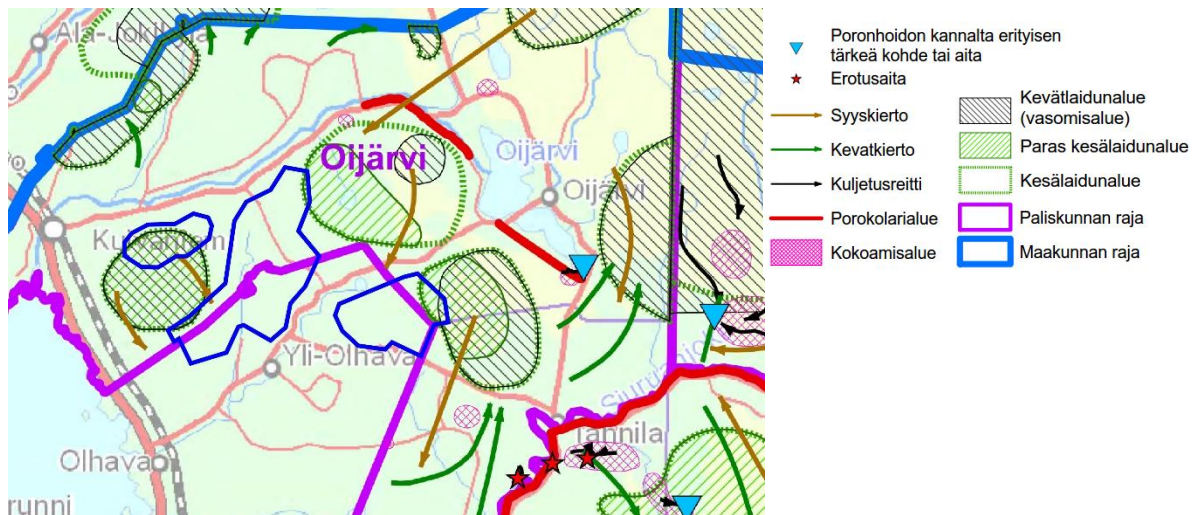 Ala-Jokikylä
Oijärvi
Oijärvi
Oijärvi
Kuivaniemi
Yli-Olhava
Olhava
Tannila
Poronhoidon kannalta erityisen
tärkeä kohde tai aita
Erotusaita
Syyskierto
Kevatkierto
Kuljetusreitti
Porokolarialue
Kokoamisalue
Kevätlaidunalue
(vasomisalue)
Paras kesälaidunalue
Kesälaidunalue
Paliskunnan raja
Maakunnan raja